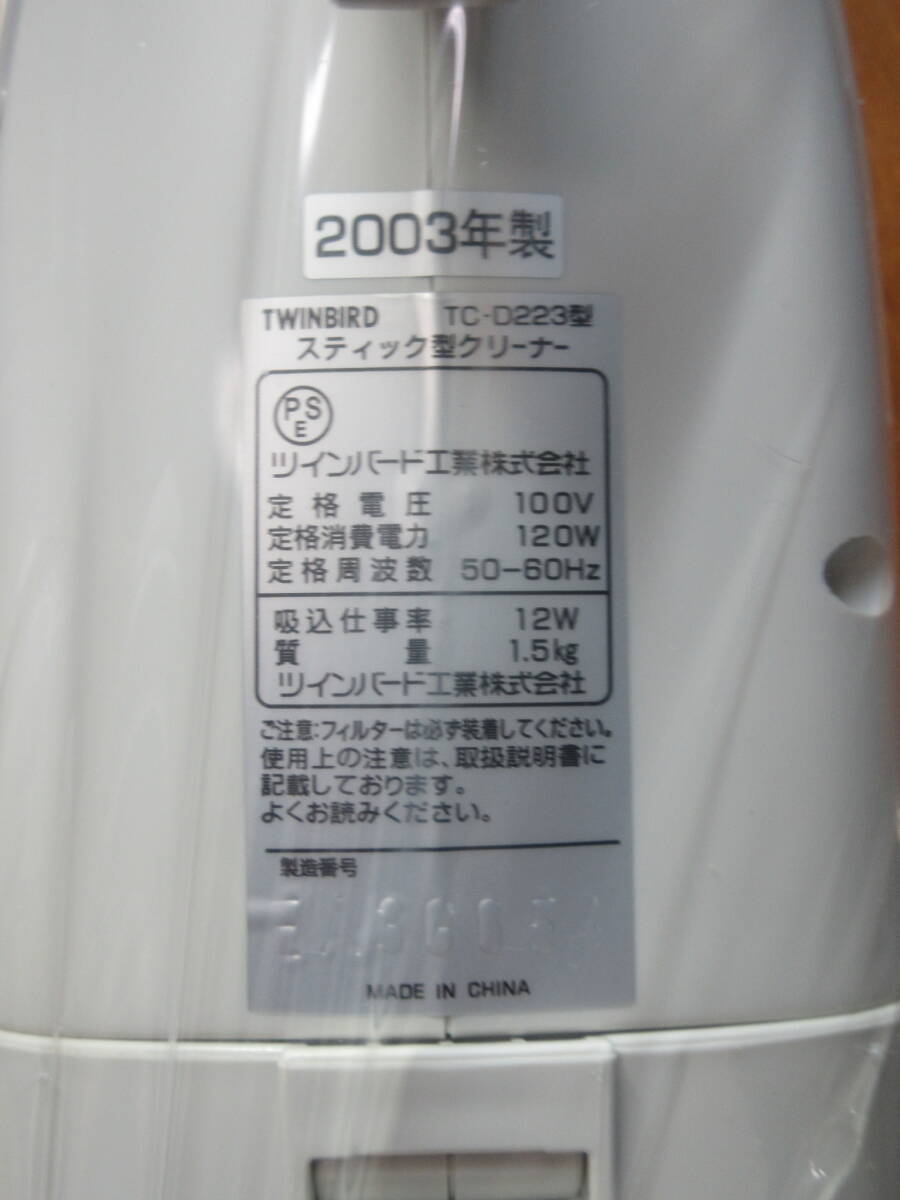 2003年製
TWINBIRD TC-D223型
スティック型クリーナー
PSE
ツインバード工業株式会社
定格電圧 100V
定格消費電力 120W
定格周波数 50-60Hz
吸込仕事率 12W
質量 1.5kg
ツインバード工業株式会社
ご注意:フィルターは必ず装着してください。
使用上の注意は、取扱説明書に
記載しております。
よくお読みください。
製造番号
MADE IN CHINA